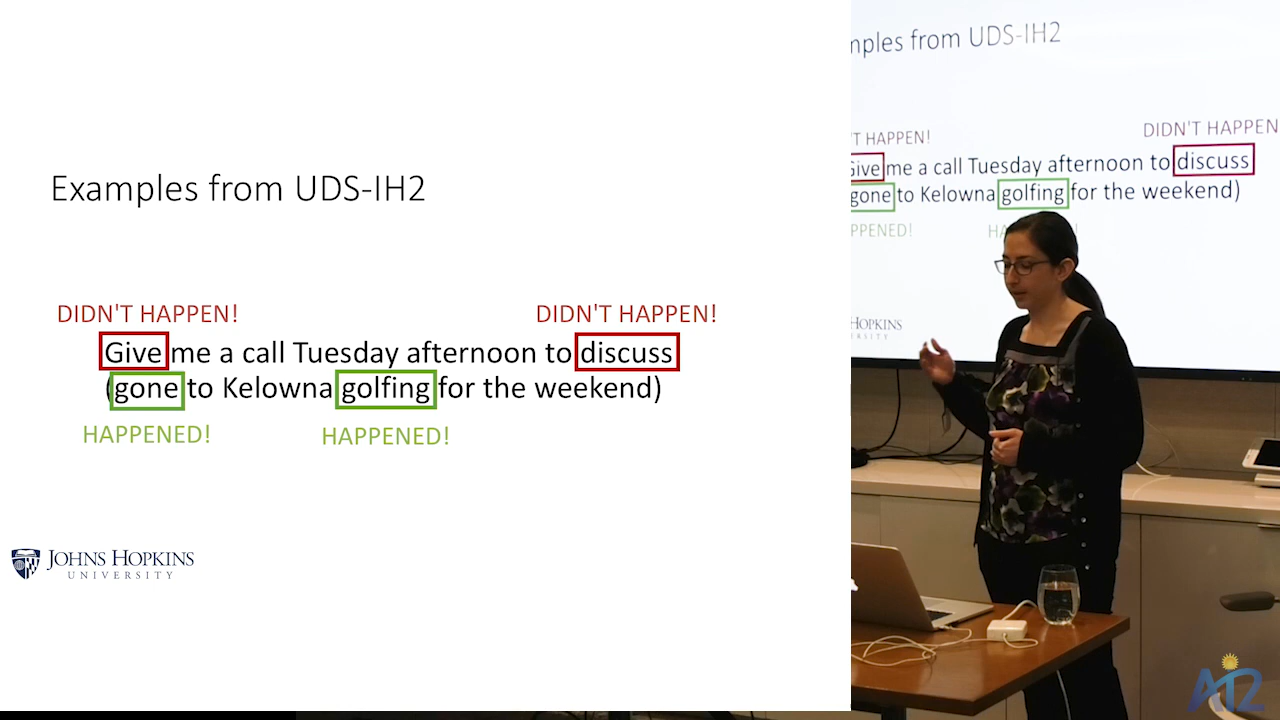 Examples from UDS-IH2
DIDN'T HAPPEN! DIDN'T HAPPEN!
Give me a call Tuesday afternoon to discuss
(gone to Kelowna golfing for the weekend)
HAPPENED! HAPPENED!
JOHNS HOPKINS
UNIVERSITY
mples from UDS-IH2
'T HAPPEN! DIDN'T HAPPEN
Give me a call Tuesday afternoon to discuss
gone to Kelowna golfing for the weekend)
PPENED! HA
HOPKINS
RSITY
AI2